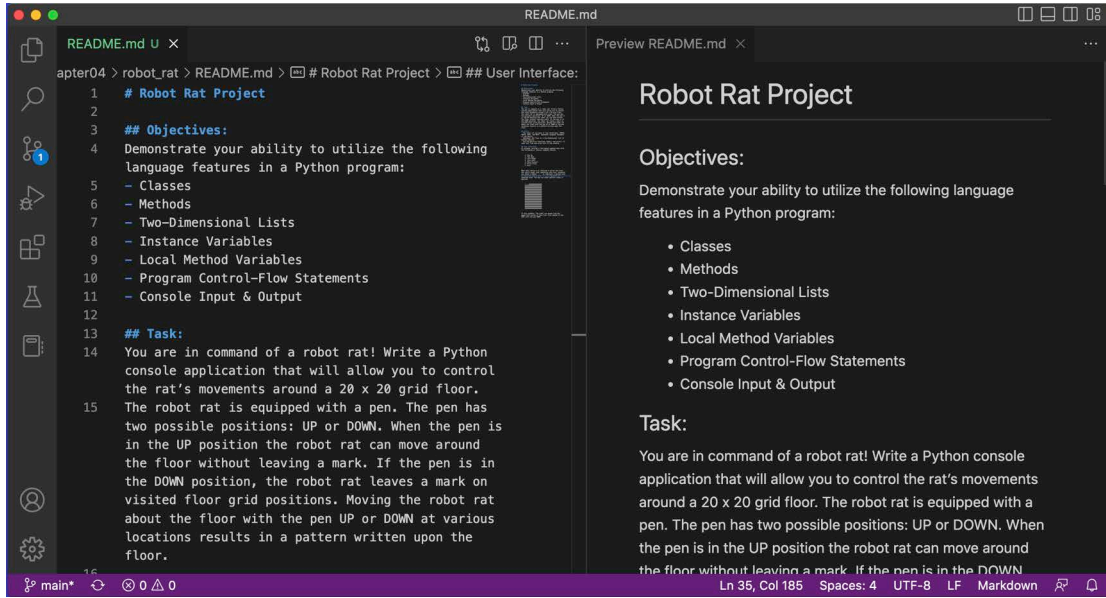 README.md
README.md U
Preview README.md
apter04 > robot_rat > README.md > # Robot Rat Project > ## User Interface:
1 # Robot Rat Project
2
3 ## Objectives:
4 Demonstrate your ability to utilize the following
language features in a Python program:
5 - Classes
6 - Methods
7 - Two-Dimensional Lists
8 - Instance Variables
9 - Local Method Variables
10 - Program Control-Flow Statements
11 - Console Input & Output
12
13 ## Task:
14 You are in command of a robot rat! Write a Python
console application that will allow you to control
the rat's movements around a 20 x 20 grid floor.
15 The robot rat is equipped with a pen. The pen has
two possible positions: UP or DOWN. When the pen is
in the UP position the robot rat can move around
the floor without leaving a mark. If the pen is in
the DOWN position, the robot rat leaves a mark on
visited floor grid positions. Moving the robot rat
about the floor with the pen UP or DOWN at various
locations results in a pattern written upon the
floor.
16
Robot Rat Project
Objectives:
Demonstrate your ability to utilize the following language
features in a Python program:
• Classes
• Methods
• Two-Dimensional Lists
• Instance Variables
• Local Method Variables
• Program Control-Flow Statements
• Console Input & Output
Task:
You are in command of a robot rat! Write a Python console
application that will allow you to control the rat's movements
around a 20 x 20 grid floor. The robot rat is equipped with a
pen. The pen has two possible positions: UP or DOWN. When
the pen is in the UP position the robot rat can move around
the floor without leaving a mark. If the pen is in the DOWN
1
main* 0 0 Ln 35, Col 185 Spaces: 4 UTF-8 LF Markdown